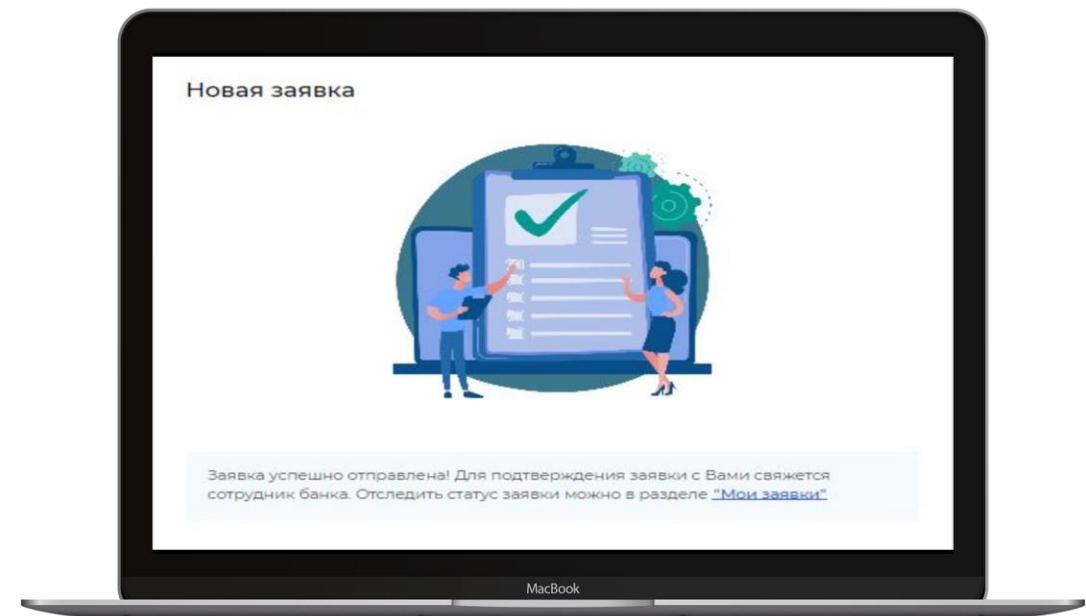 Новая заявка
Заявка успешно отправлена! Для подтверждения заявки с Вами свяжется
сотрудник банка. Отследить статус заявки можно в разделе "Мои заявки"
MacBook